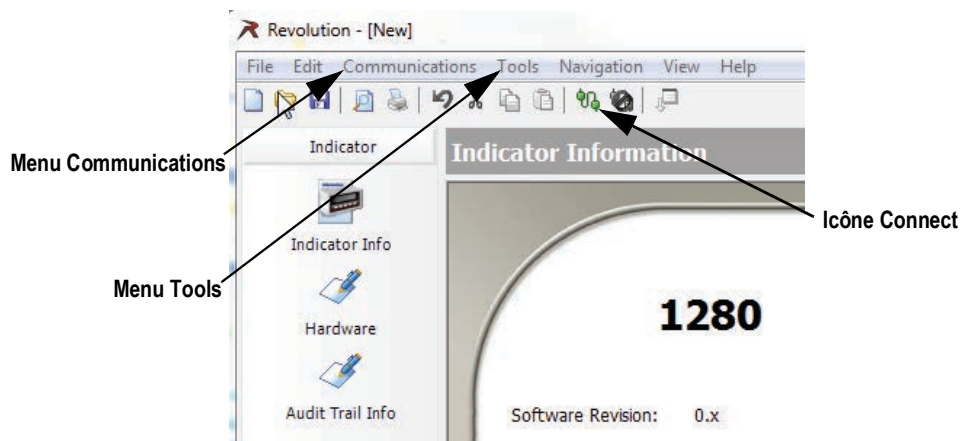 Revolution - [New]
File Edit Communications Tools Navigation View Help
Indicator
Indicator Information
Menu Communications
Icône Connect
Indicator Info
Menu Tools
1280
Hardware
Audit Trail Info
Software Revision: 0.x